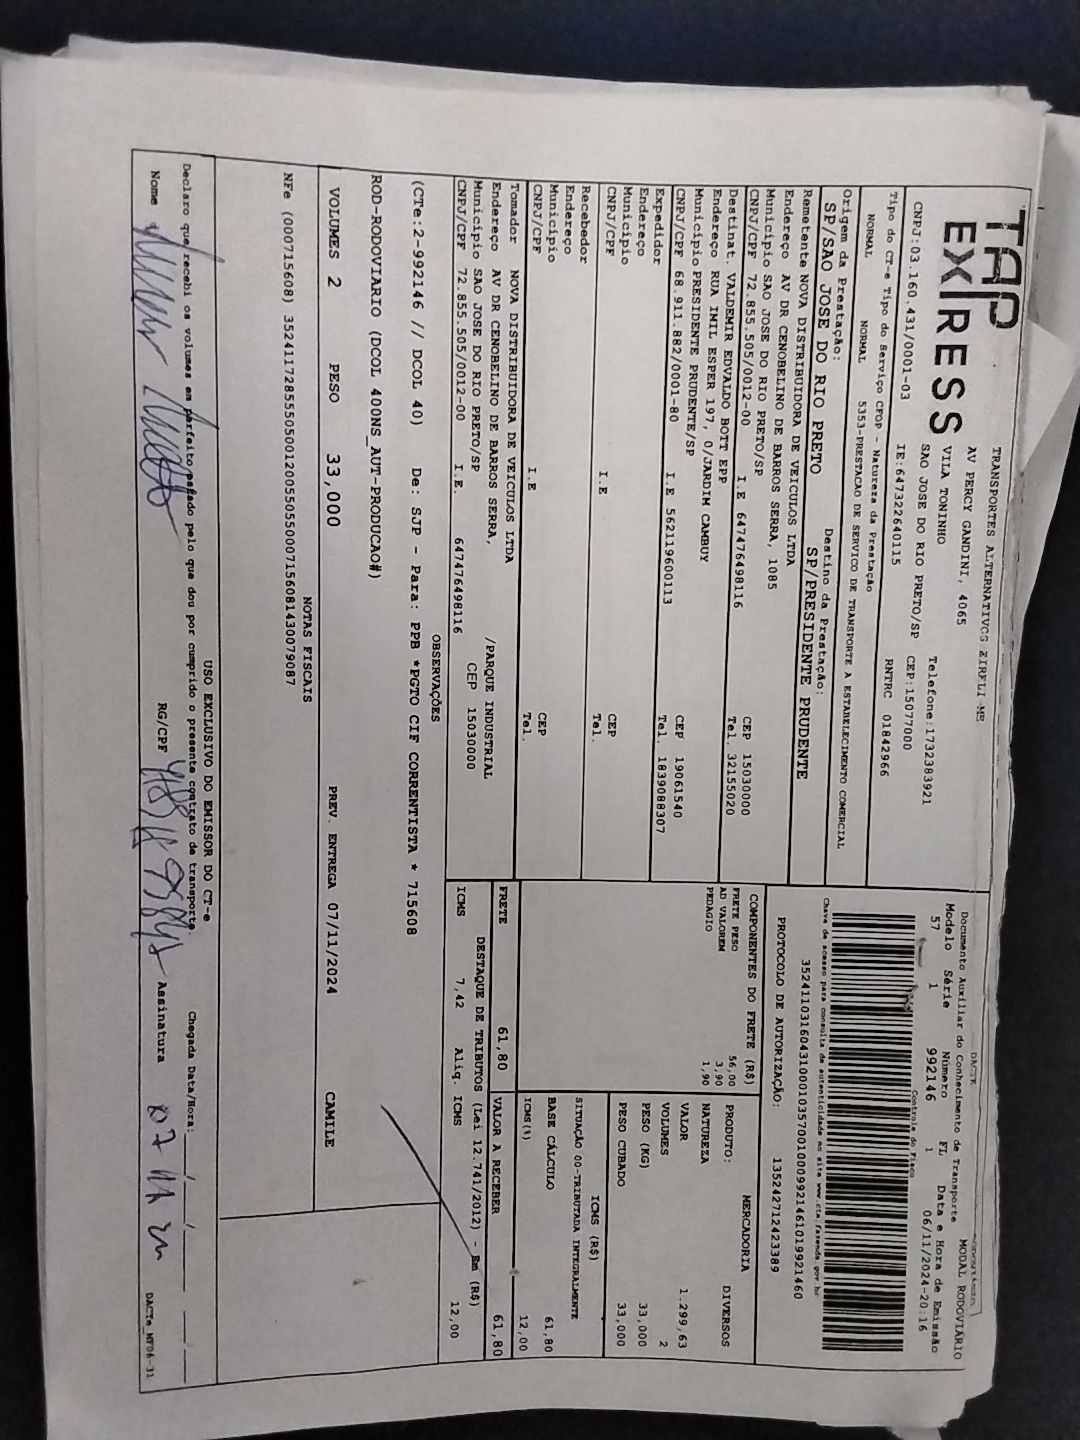 TAP
EXPRESS
TRANSPORTES ALTERNATIVOS ZIRELI ME
AV PERCY GANDINI, 4065
VILA TONINHO
SAO JOSE DO RIO PRETO/SP
Telefone:1732383921
CEP:15077000
CNPJ:03.160.431/0001-03 IE:647322640115 RNTRC 01842966
Tipo do CT-e Tipo do Serviço CFOP - Natureza da Prestação
NORMAL NORMAL 5353-PRESTACAO DE SERVICO DE TRANSPORTE A ESTABELECIMENTO COMERCIAL
Origem da Prestação: Destino da Prestação:
SP/SAO JOSE DO RIO PRETO SP/PRESIDENTE PRUDENTE
Remetente NOVA DISTRIBUIDORA DE VEICULOS LTDA
Endereço AV DR CENOBELINO DE BARROS SERRA, 1085
Município SAO JOSE DO RIO PRETO/SP CEP 15030000
CNPJ/CPF 72.855.505/0012-00 I.E 647476498116 Tel. 32155020
Destinat. VALDEMIR EDVALDO BOTT EPP
Endereço RUA IMIL ESPER 197, 0/JARDIM CAMBUY
Município PRESIDENTE PRUDENTE/SP CEP 19061540
CNPJ/CPF 68.911.882/0001-80 I.E 562119600113 Tel. 1839088307
Expedidor
Endereço
Município CEP
CNPJ/CPF I.E Tel.
Recebedor
Endereço
Município CEP
CNPJ/CPF I.E Tel.
Tomador NOVA DISTRIBUIDORA DE VEICULOS LTDA
Endereço AV DR CENOBELINO DE BARROS SERRA, /PARQUE INDUSTRIAL
Município SAO JOSE DO RIO PRETO/SP CEP 15030000
CNPJ/CPF 72.855.505/0012-00 I.E. 647476498116
DACTE
Documento Auxiliar do Conhecimento de Transporte MODAL RODOVIÁRIO
Modelo Série Número FL Data e Hora de Emissão
57 1 992146 1 06/11/2024-20:16
Controle do Fisco
Chave de acesso para consulta de autenticidade no site www.cte.fazenda.gov.br
35241103160431000103570010009921461019921460
PROTOCOLO DE AUTORIZAÇÃO: 135242712423389
COMPONENTES DO FRETE (R$)
FRETE PESO 56,00
AD VALOREM 3,90
PEDAGIO 1,90
MERCADORIA
PRODUTO: DIVERSOS
NATUREZA
VALOR 1.299,63
VOLUMES 2
PESO (KG) 33,000
PESO CUBADO 33,000
ICMS (R$)
SITUAÇÃO 00-TRIBUTADA INTEGRALMENTE
BASE CÁLCULO 61,80
ICMS(%) 12,00
FRETE 61,80 VALOR A RECEBER 61,80
DESTAQUE DE TRIBUTOS (Lei 12.741/2012) - Em (R$)
ICMS 7,42 Aliq. ICMS 12,00
OBSERVAÇÕES
(CTe:2-992146 // DCOL 40) De: SJP - Para: PPB *PGTO CIF CORRENTISTA * 715608
ROD-RODOVIARIO (DCOL 400NS_AUT-PRODUCAO#)
VOLUMES 2 PESO 33,000 PREV. ENTREGA 07/11/2024 CAMILE
NOTAS FISCAIS
NFe (000715608) 35241172855505001200550550007156081430079087
USO EXCLUSIVO DO EMISSOR DO CT-e
Declaro que recebi os volumes em perfeito estado pelo que dou por cumprido o presente contrato de transporte. Chegada Data/Hora: ___/___/___ ___:___
Nome RG/CPF Assinatura 07 11
DACTe_MF06-31